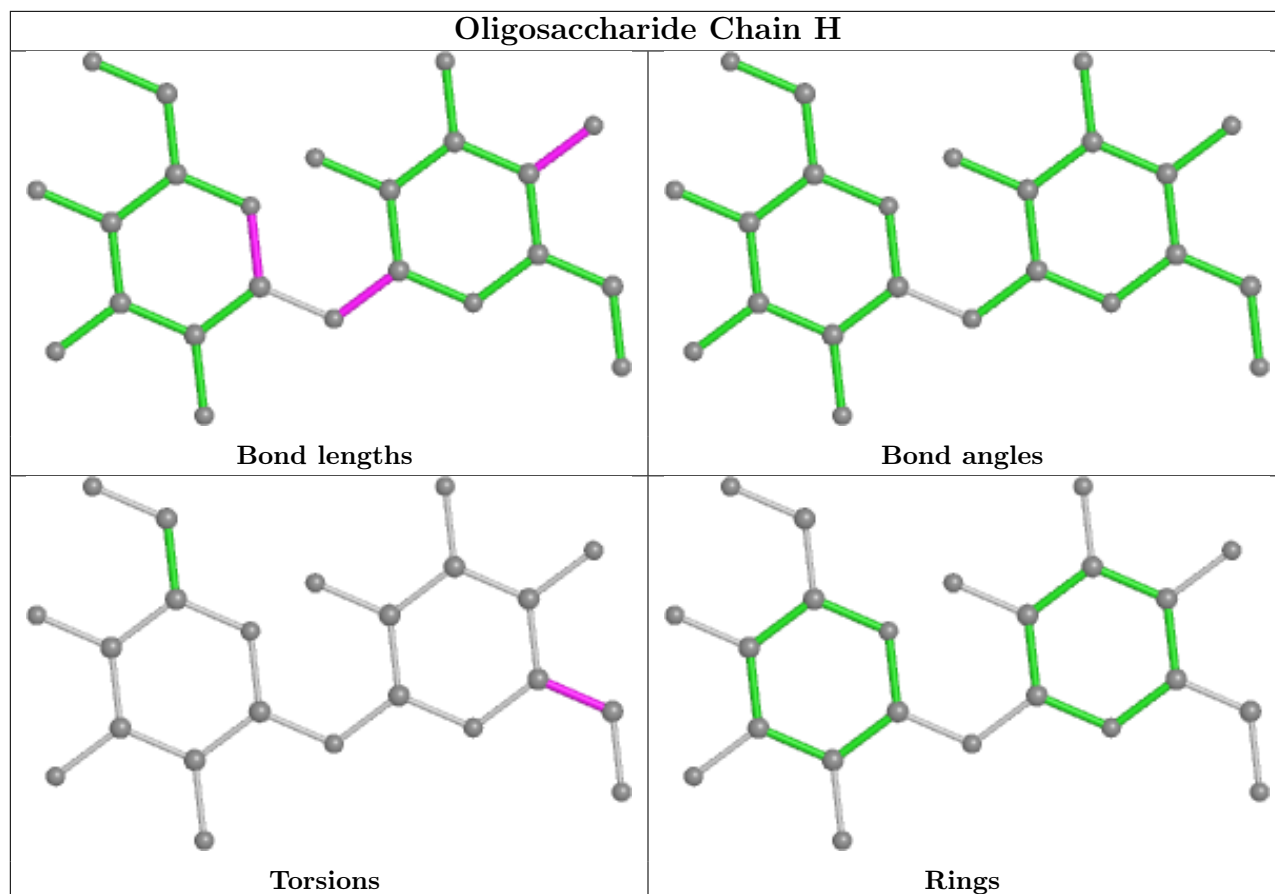 Oligosaccharide Chain H
Bond lengths
Bond angles
Torsions
Rings